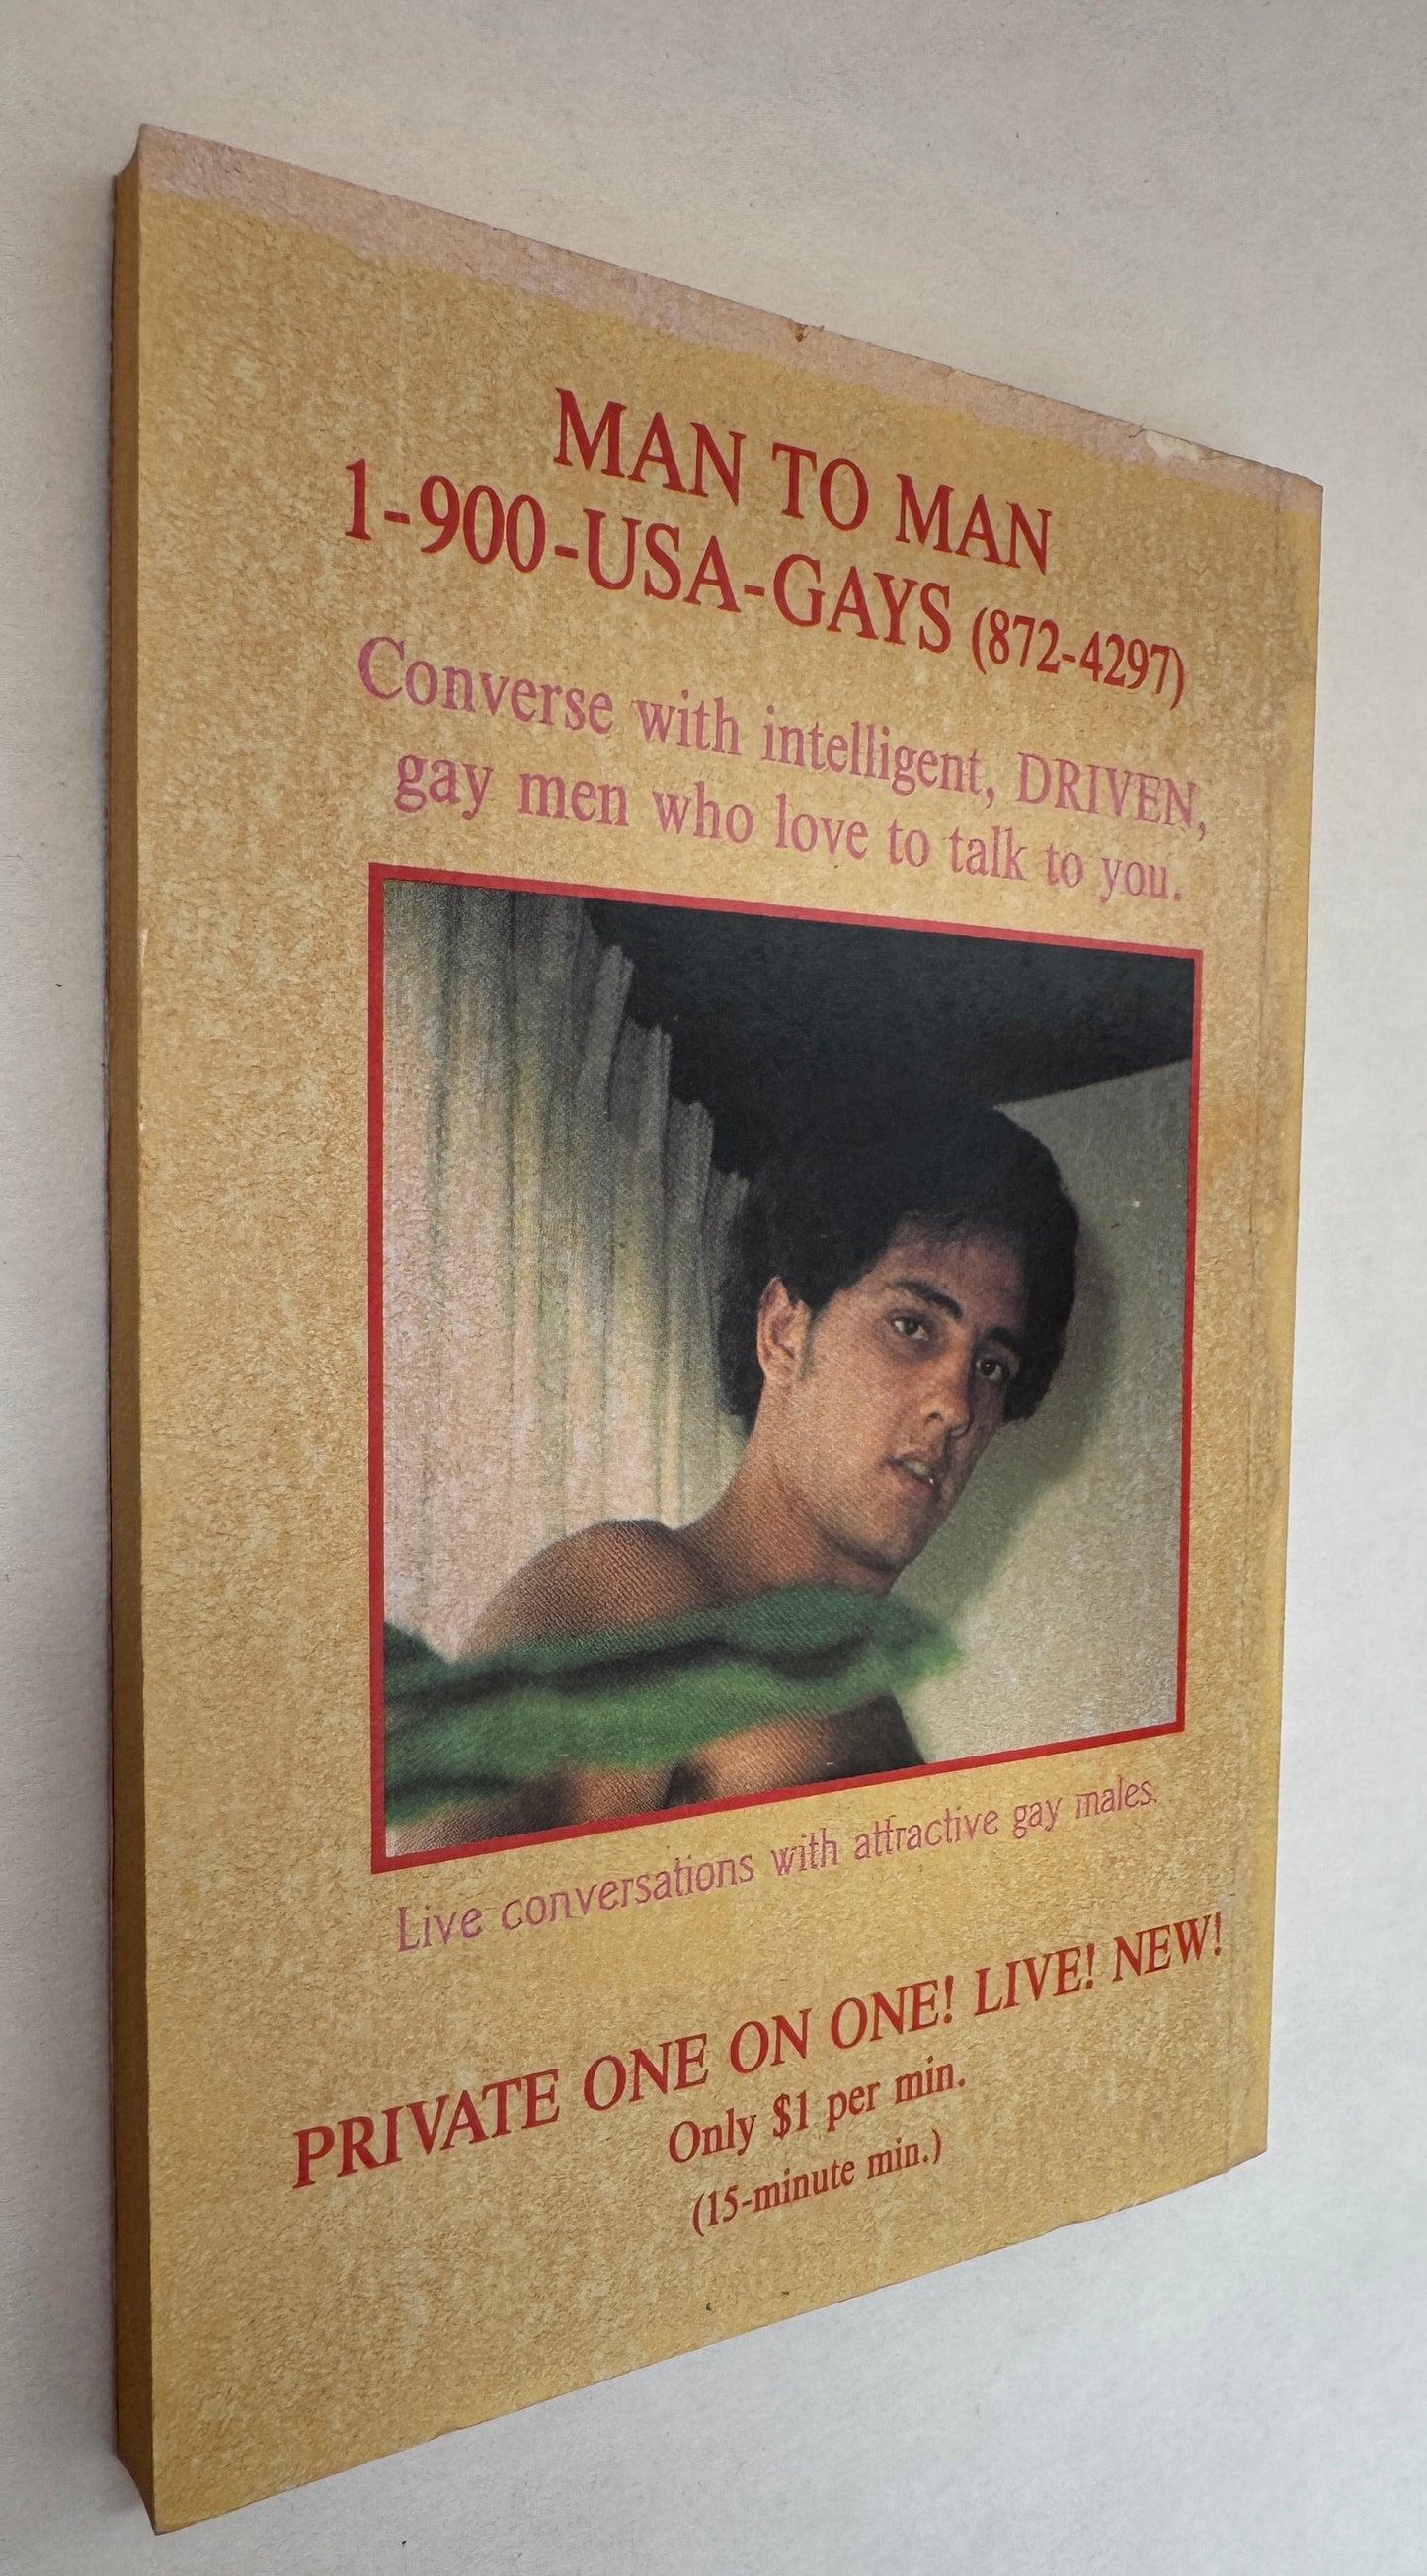 MAN TO MAN
1-900-USA-GAYS (872-4297)
Converse with intelligent, DRIVEN,
gay men who love to talk to you.
Live conversations with attractive gay males.
PRIVATE ONE ON ONE! LIVE! NEW!
Only $1 per min.
(15-minute min.)